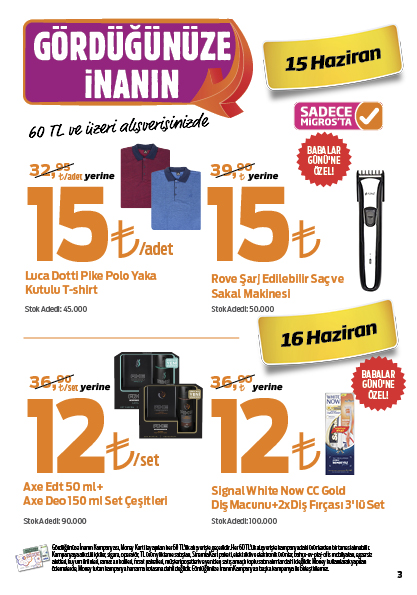 GÖRDÜĞÜNÜZE
İNANIN
15 Haziran
60 TL ve üzeri alışverişinizde
SADECE
MİGROS'TA
BABALAR
GÜNÜ'NE
ÖZEL!
32,95
₺/adet yerine
15₺/adet
Luca Dotti Pike Polo Yaka
Kutulu T-shirt
Stok Adedi: 45.000
39,90
₺ yerine
15₺
Rove Şarj Edilebilir Saç ve
Sakal Makinesi
Stok Adedi: 50.000
16 Haziran
BABALAR
GÜNÜ'NE
ÖZEL!
36,90
₺/set yerine
12₺/set
Axe Edt 50 ml+
Axe Deo 150 ml Set Çeşitleri
Stok Adedi: 90.000
36,90
₺ yerine
12₺
WHITE
NOW
Signal White Now CC Gold
Diş Macunu+2xDiş Fırçası 3'lü Set
Stok Adedi:100.000
3